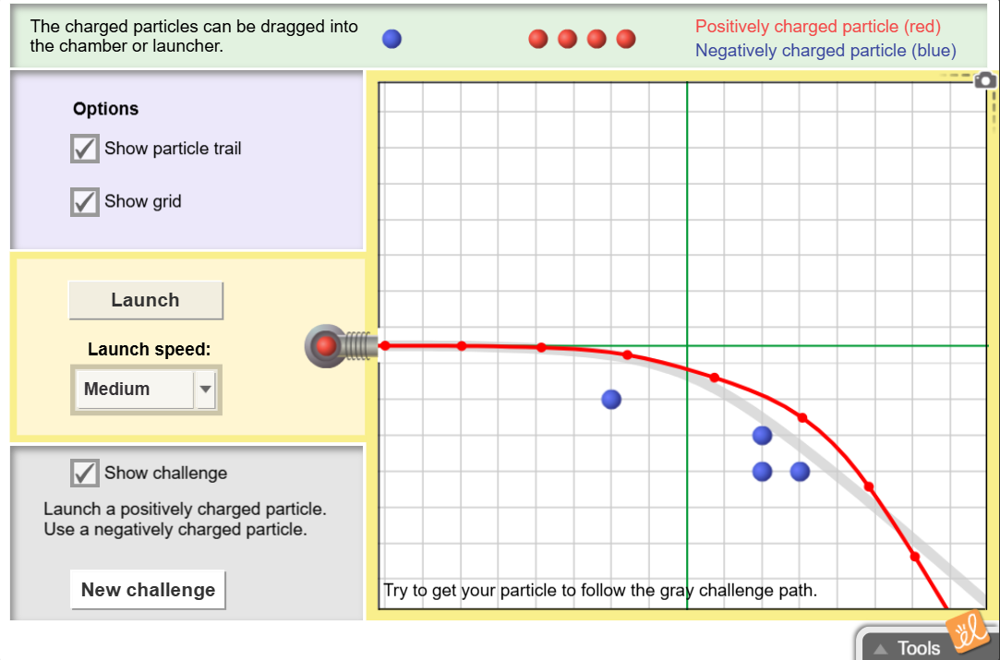 The charged particles can be dragged into
the chamber or launcher.
Positively charged particle (red)
Negatively charged particle (blue)
Options
Show particle trail
Show grid
Launch
Launch speed:
Medium
Show challenge
Launch a positively charged particle.
Use a negatively charged particle.
New challenge
Try to get your particle to follow the gray challenge path.
Tools